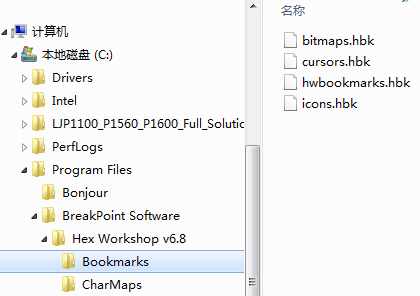 计算机
本地磁盘 (C:)
Drivers
Intel
LJP1100_P1560_P1600_Full_Solutic
PerfLogs
Program Files
Bonjour
BreakPoint Software
Hex Workshop v6.8
Bookmarks
CharMaps
名称
bitmaps.hbk
cursors.hbk
hwbookmarks.hbk
icons.hbk